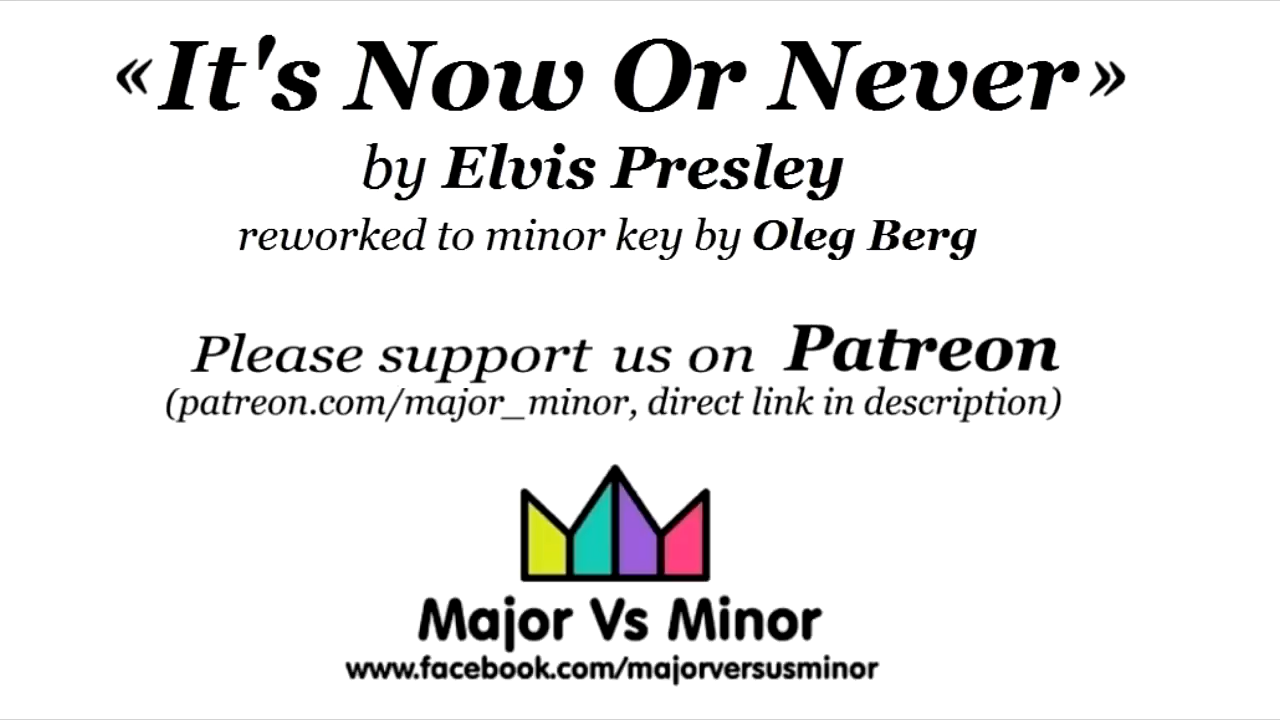 «It's Now Or Never»
by Elvis Presley
reworked to minor key by Oleg Berg
Please support us on Patreon
(patreon.com/major_minor, direct link in description)
Major Vs Minor
www.facebook.com/majorversusminor